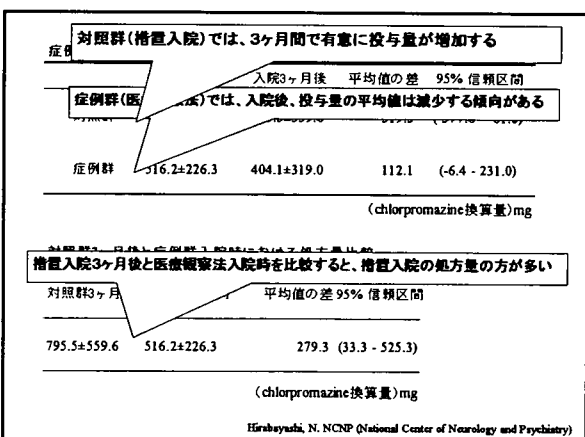 対照群(措置入院)では、3ヶ月間で有意に投与量が増加する
症例
入院3ヶ月後 平均値の差 95% 信頼区間
症例群(医 法)では、入院後、投与量の平均値は減少する傾向がある
症例群 516.2±226.3 404.1±319.0 112.1 (-6.4 - 231.0)
(chlorpromazine換算量)mg
措置入院3ヶ月後と医療観察法入院時を比較すると、措置入院の処方量の方が多い
対照群3ヶ月 平均値の差 95% 信頼区間
795.5±559.6 516.2±226.3 279.3 (33.3 - 525.3)
(chlorpromazine換算量)mg
Hirabayashi, N. NCNP (National Center of Neurology and Psychiatry)